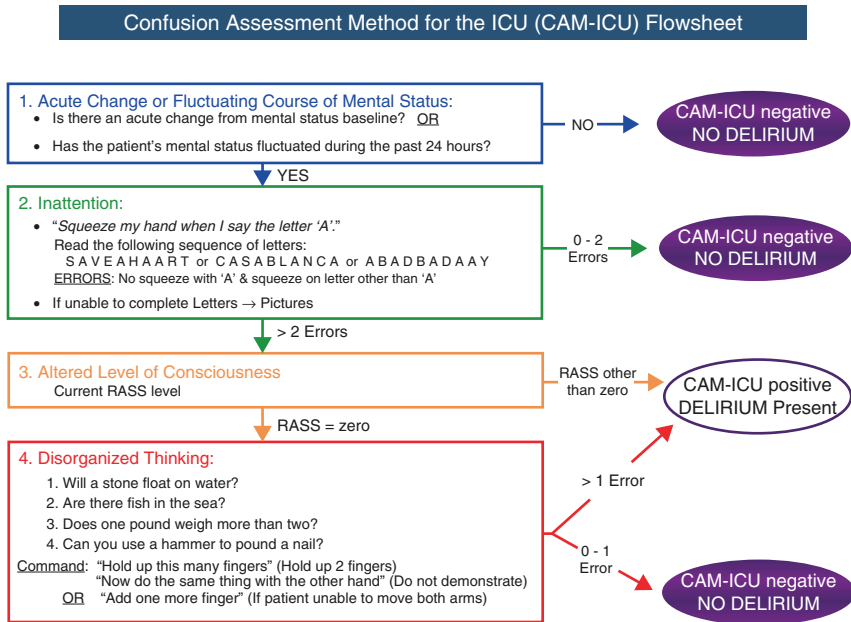 Confusion Assessment Method for the ICU (CAM-ICU) Flowsheet
1. Acute Change or Fluctuating Course of Mental Status:
• Is there an acute change from mental status baseline? OR
• Has the patient's mental status fluctuated during the past 24 hours?
NO
CAM-ICU negative
NO DELIRIUM
YES
2. Inattention:
• “Squeeze my hand when I say the letter ‘A’.”
Read the following sequence of letters:
S A V E A H A A R T or C A S A B L A N C A or A B A D B A D A A Y
ERRORS: No squeeze with ‘A’ & squeeze on letter other than ‘A’
• If unable to complete Letters → Pictures
0 - 2
Errors
CAM-ICU negative
NO DELIRIUM
> 2 Errors
3. Altered Level of Consciousness
Current RASS level
RASS other
than zero
CAM-ICU positive
DELIRIUM Present
RASS = zero
4. Disorganized Thinking:
1. Will a stone float on water?
2. Are there fish in the sea?
3. Does one pound weigh more than two?
4. Can you use a hammer to pound a nail?
Command: “Hold up this many fingers” (Hold up 2 fingers)
“Now do the same thing with the other hand” (Do not demonstrate)
OR “Add one more finger” (If patient unable to move both arms)
> 1 Error
0 - 1
Error
CAM-ICU negative
NO DELIRIUM